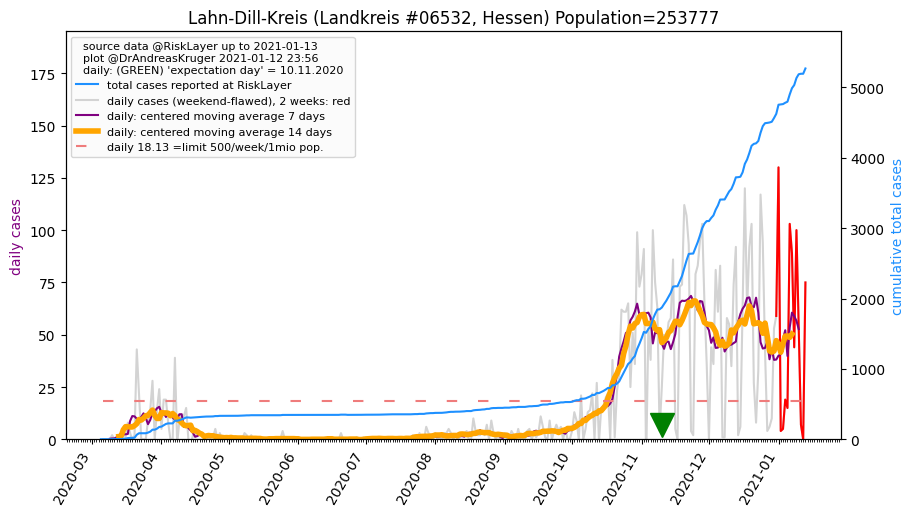 Lahn-Dill-Kreis (Landkreis #06532, Hessen) Population=253777
source data @RiskLayer up to 2021-01-13
plot @DrAndreasKruger 2021-01-12 23:56
daily: (GREEN) 'expectation day' = 10.11.2020
total cases reported at RiskLayer
daily cases (weekend-flawed), 2 weeks: red
daily: centered moving average 7 days
daily: centered moving average 14 days
daily 18.13 =limit 500/week/1mio pop.
daily cases
175
150
125
100
75
50
25
0
cumulative total cases
5000
4000
3000
2000
1000
0
2020-03
2020-04
2020-05
2020-06
2020-07
2020-08
2020-09
2020-10
2020-11
2020-12
2021-01